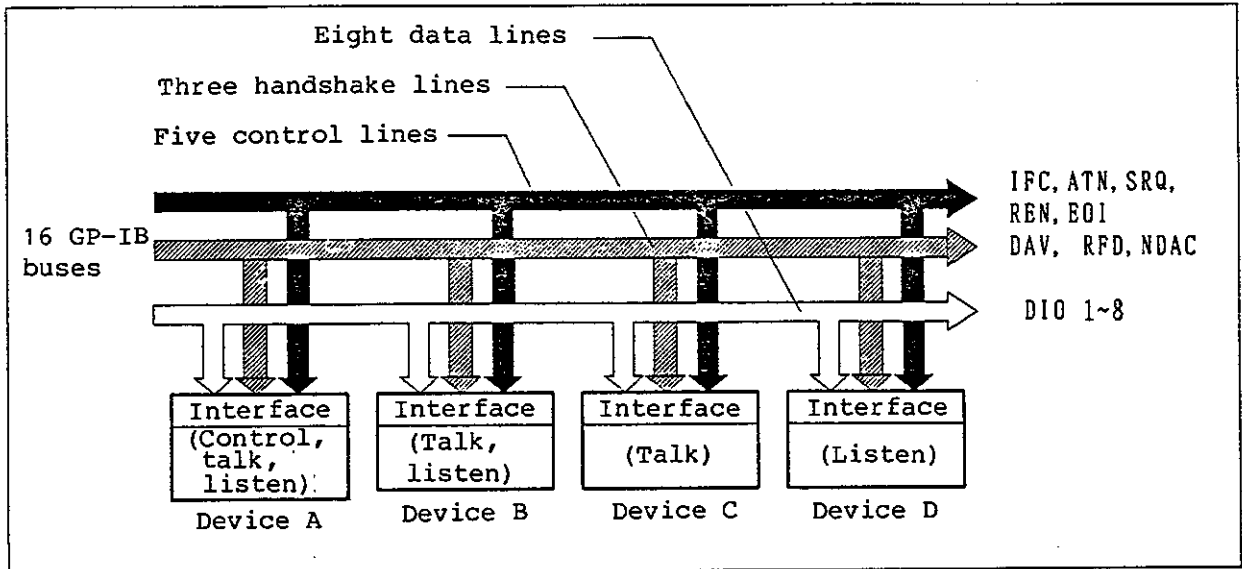 Eight data lines
Three handshake lines
Five control lines
IFC, ATN, SRQ,
REN, EOI
16 GP-IB
buses
DAV, RFD, NDAC
DIO 1~8
Interface
(Control,
talk,
listen)
Device A
Interface
(Talk,
listen)
Device B
Interface
(Talk)
Device C
Interface
(Listen)
Device D